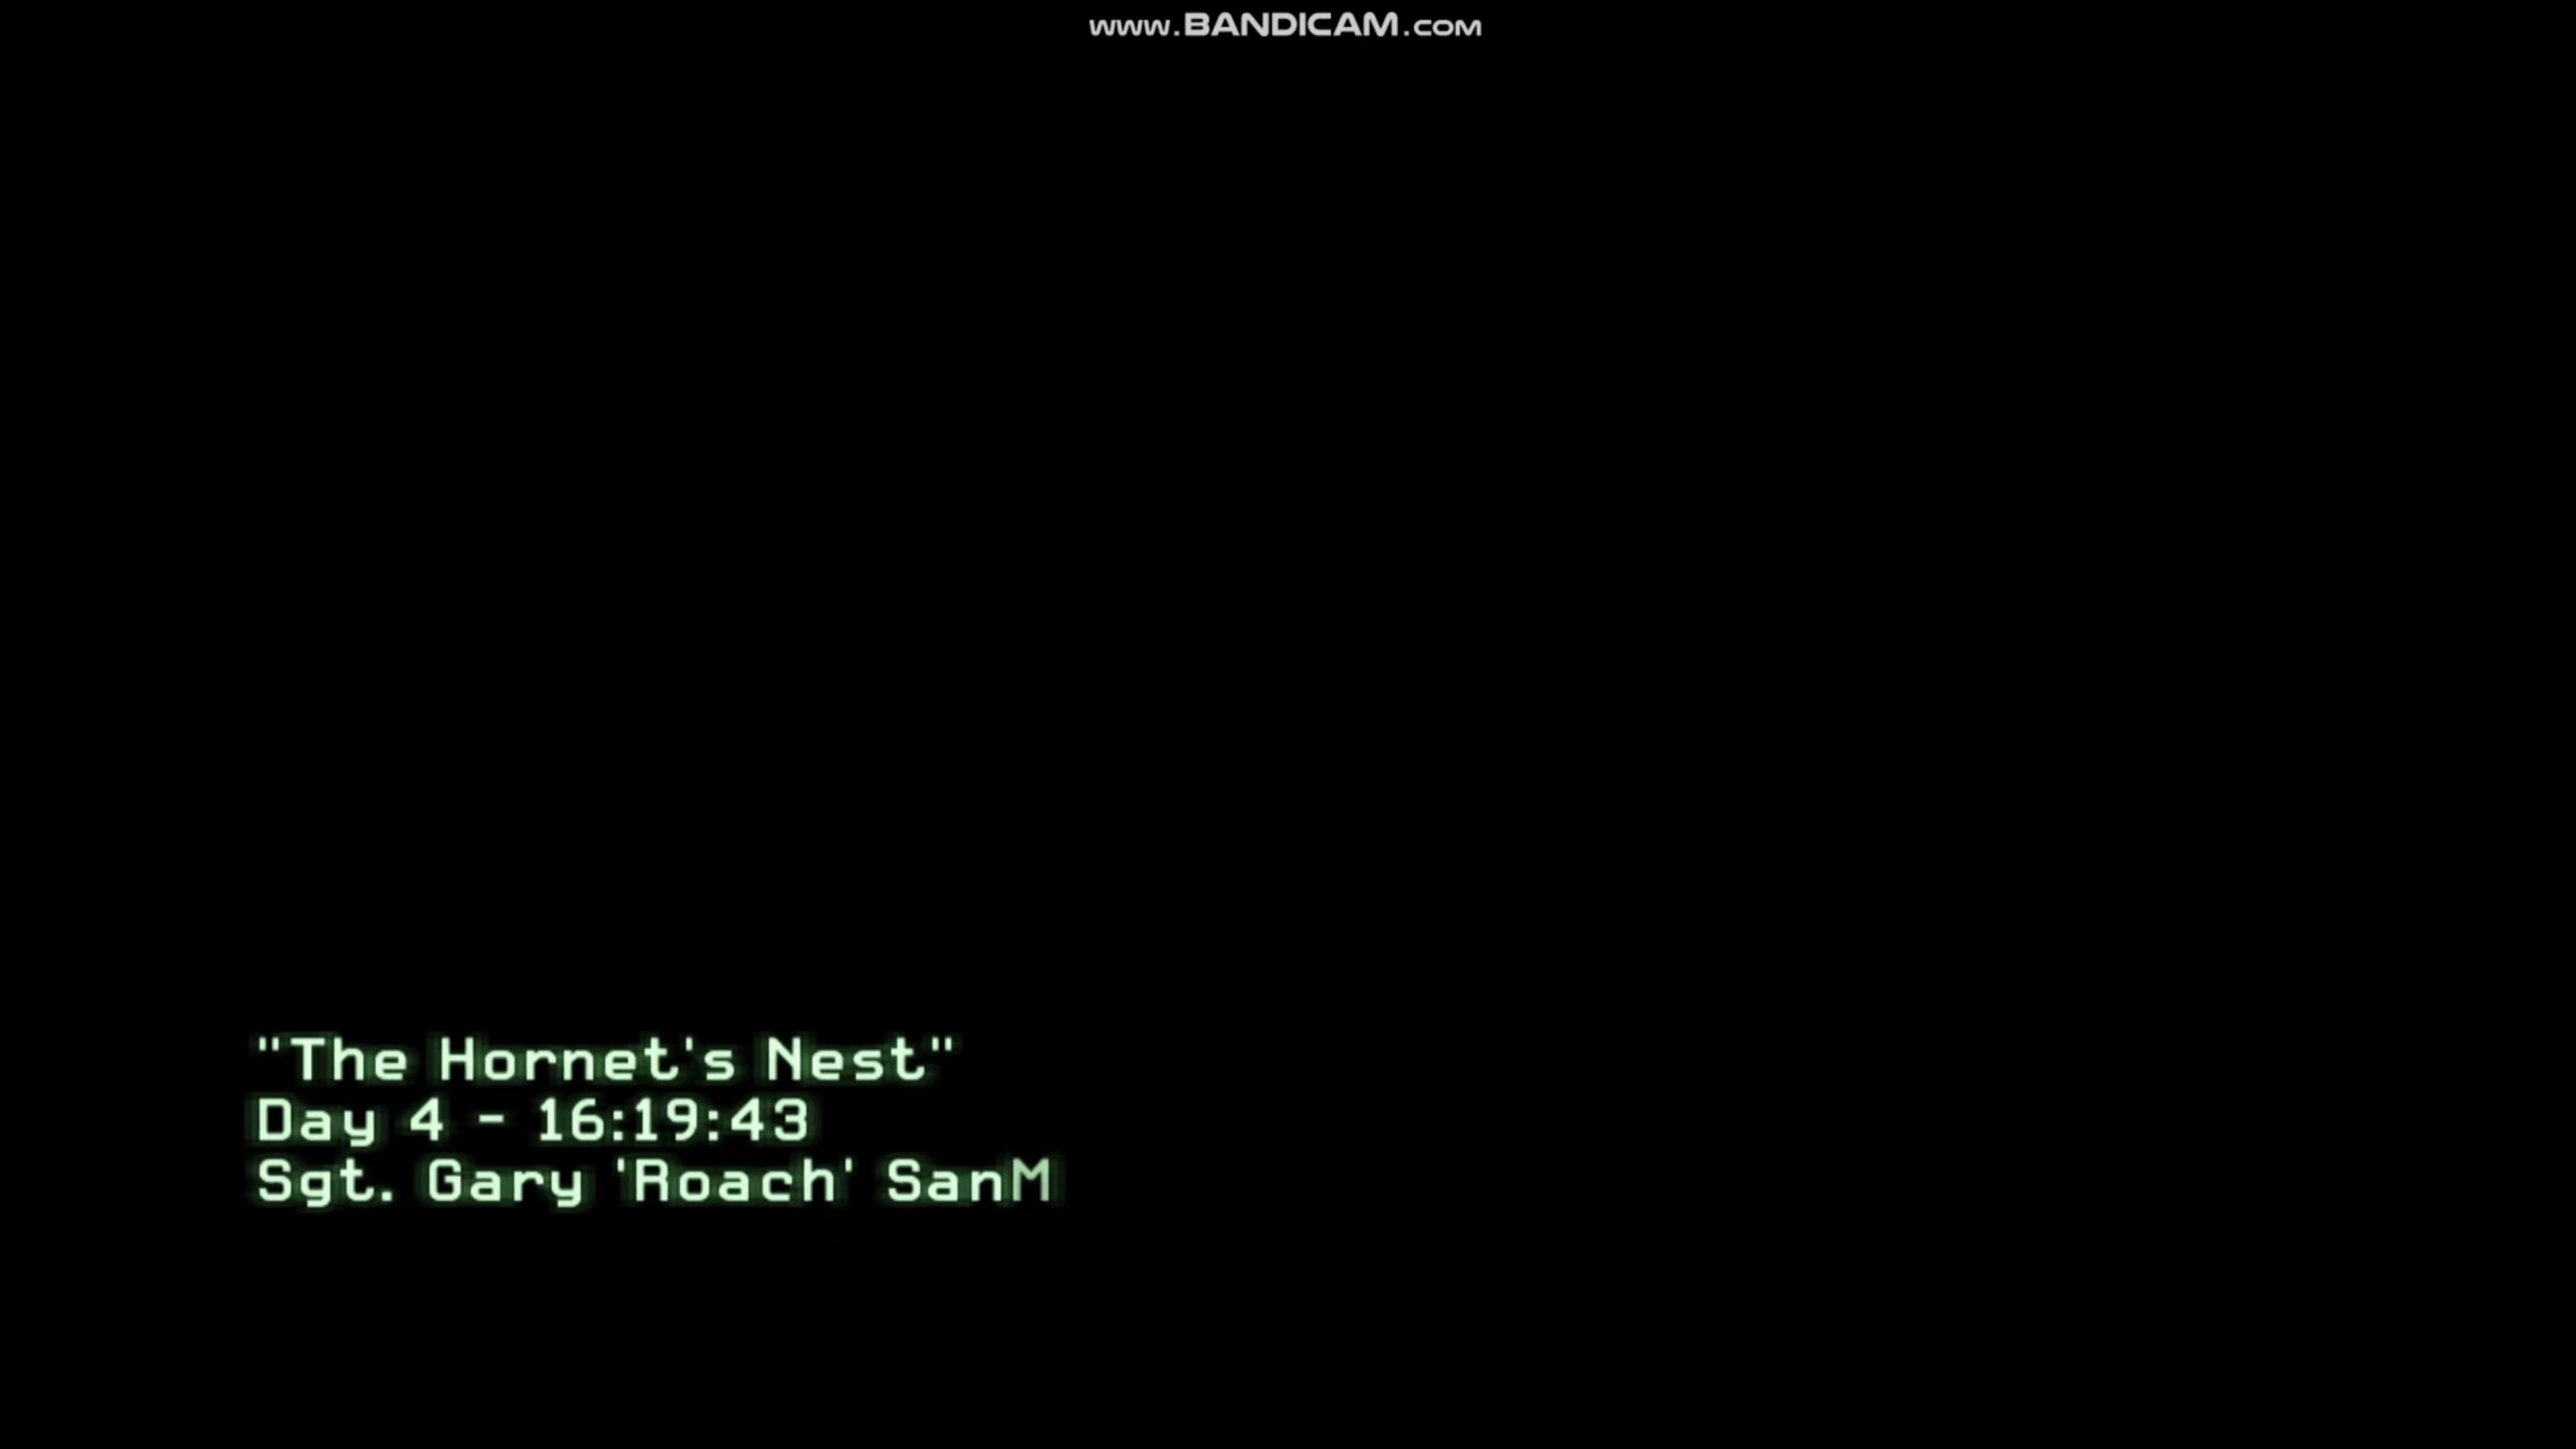 www.BANDICAM.com
"The Hornet's Nest"
Day 4 - 16:19:43
Sgt. Gary 'Roach' SanM